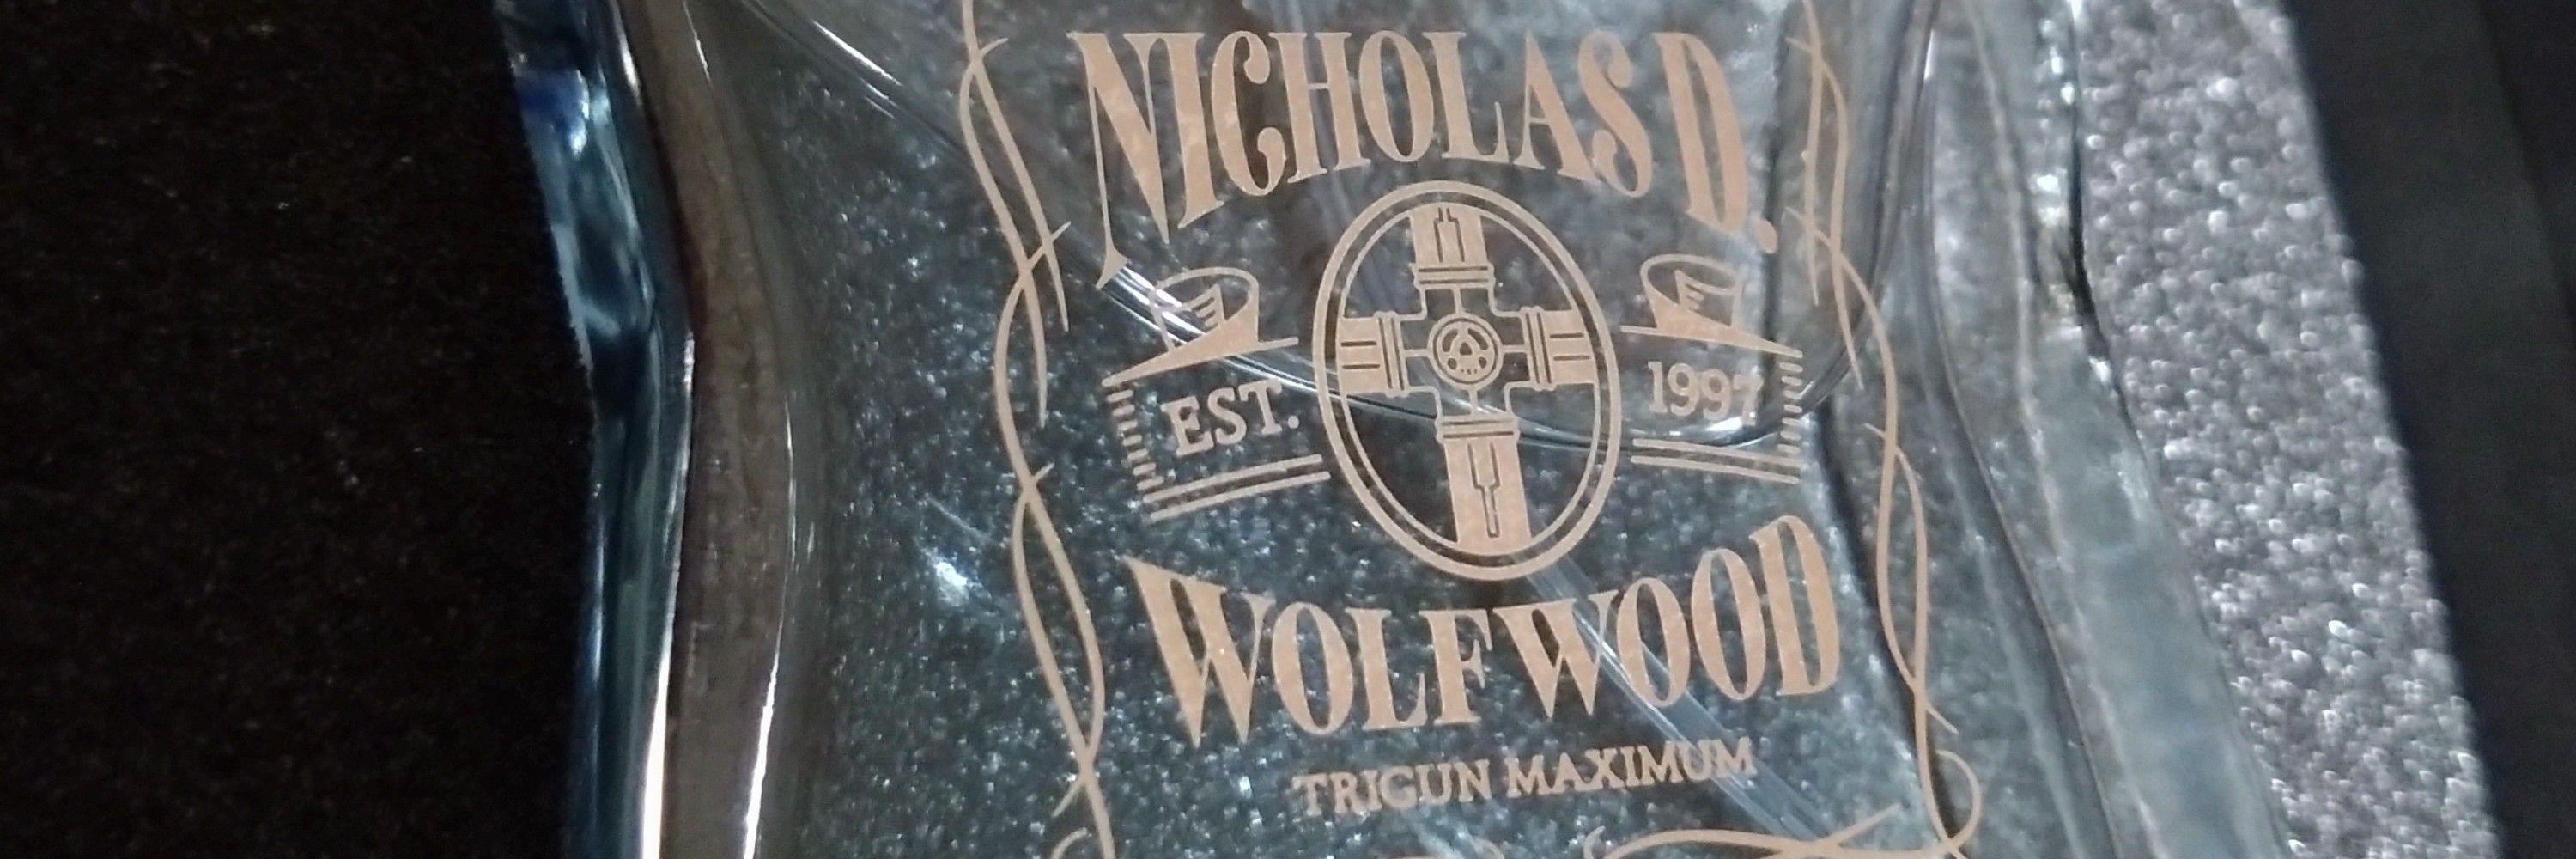 NICHOLAS D.
EST. 1997
WOLFWOOD
TRIGUN MAXIMUM